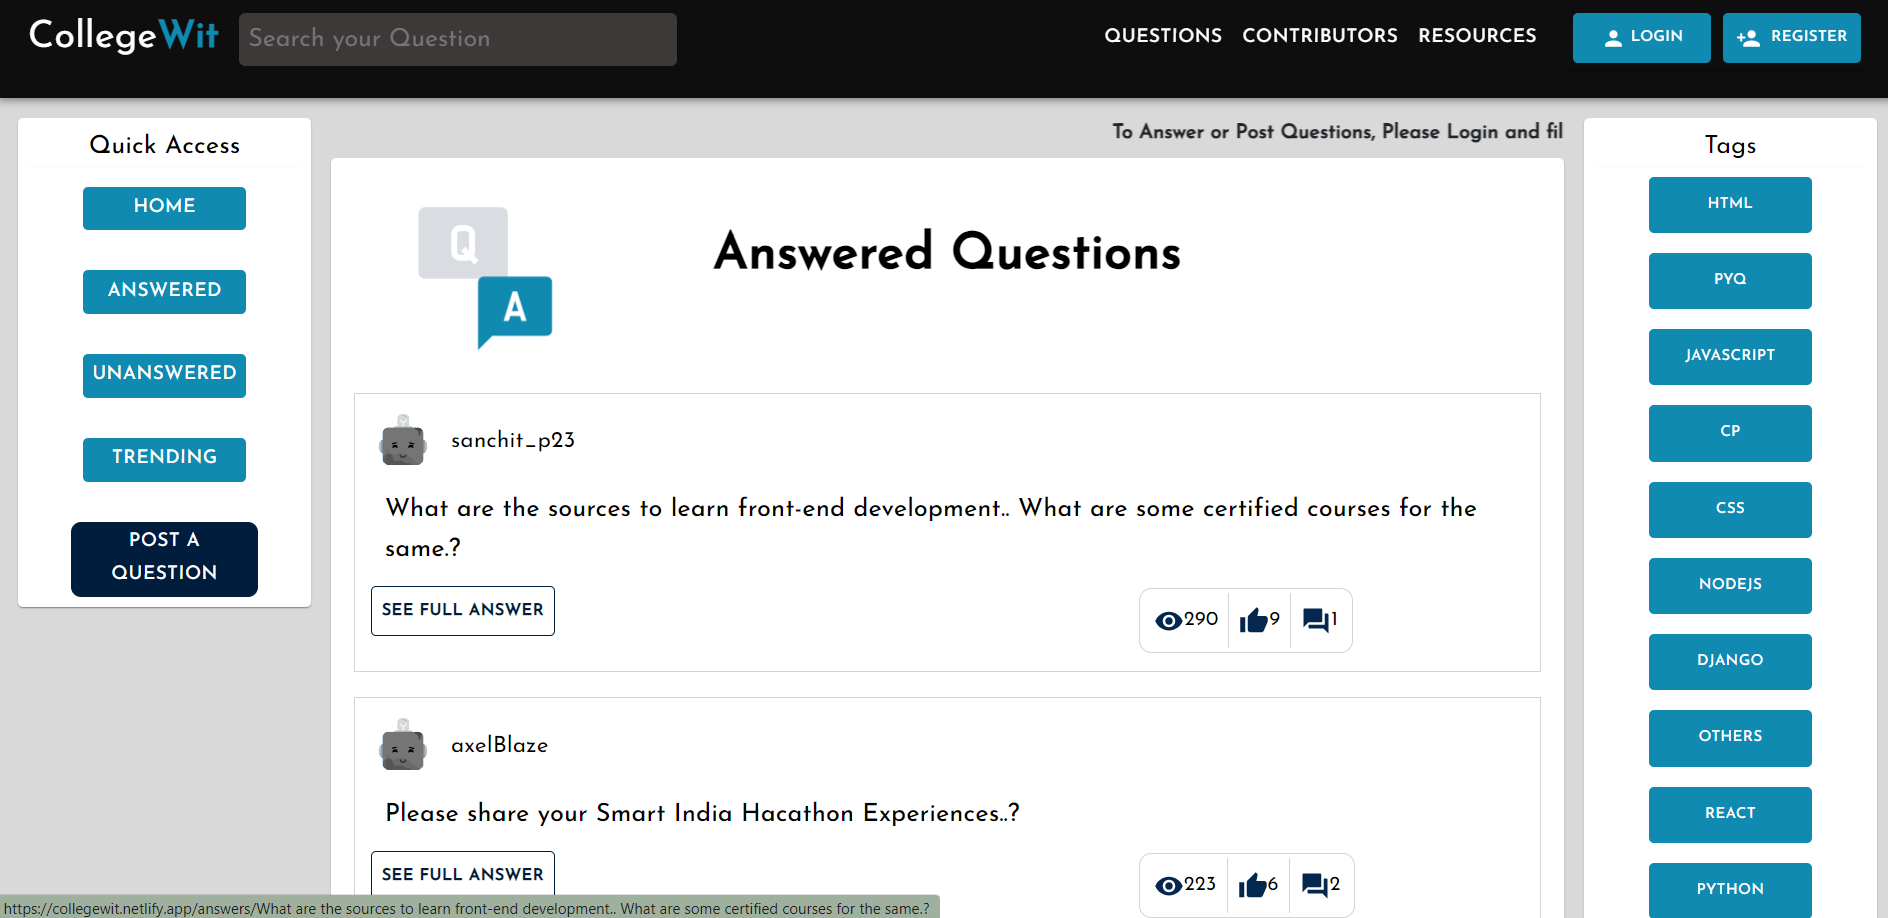 CollegeWit
Search your Question
QUESTIONS CONTRIBUTORS RESOURCES
LOGIN
REGISTER
Quick Access
HOME
ANSWERED
UNANSWERED
TRENDING
POST A
QUESTION
To Answer or Post Questions, Please Login and fil
Q
A
Answered Questions
sanchit_p23
What are the sources to learn front-end development.. What are some certified courses for the
same.?
SEE FULL ANSWER
290 9 1
axelBlaze
Please share your Smart India Hacathon Experiences..?
SEE FULL ANSWER
223 6 2
Tags
HTML
PYQ
JAVASCRIPT
CP
CSS
NODEJS
DJANGO
OTHERS
REACT
PYTHON
https://collegewit.netlify.app/answers/What are the sources to learn front-end development.. What are some certified courses for the same.?